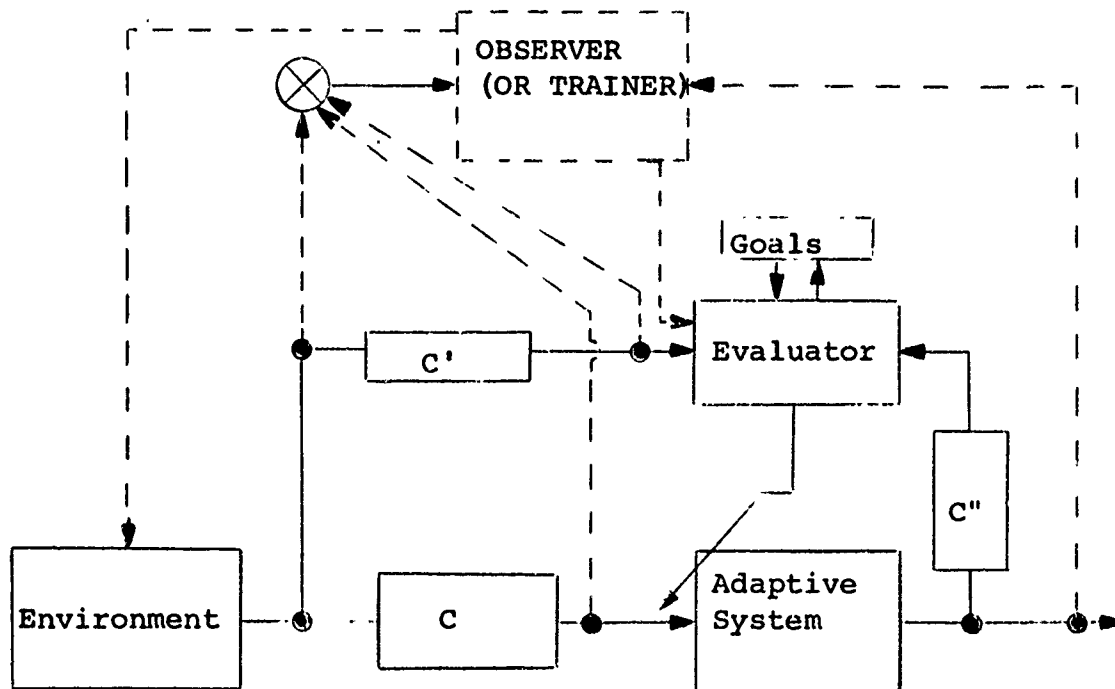 OBSERVER
(OR TRAINER)
Goals
C'
Evaluator
C"
Environment
C
Adaptive
System